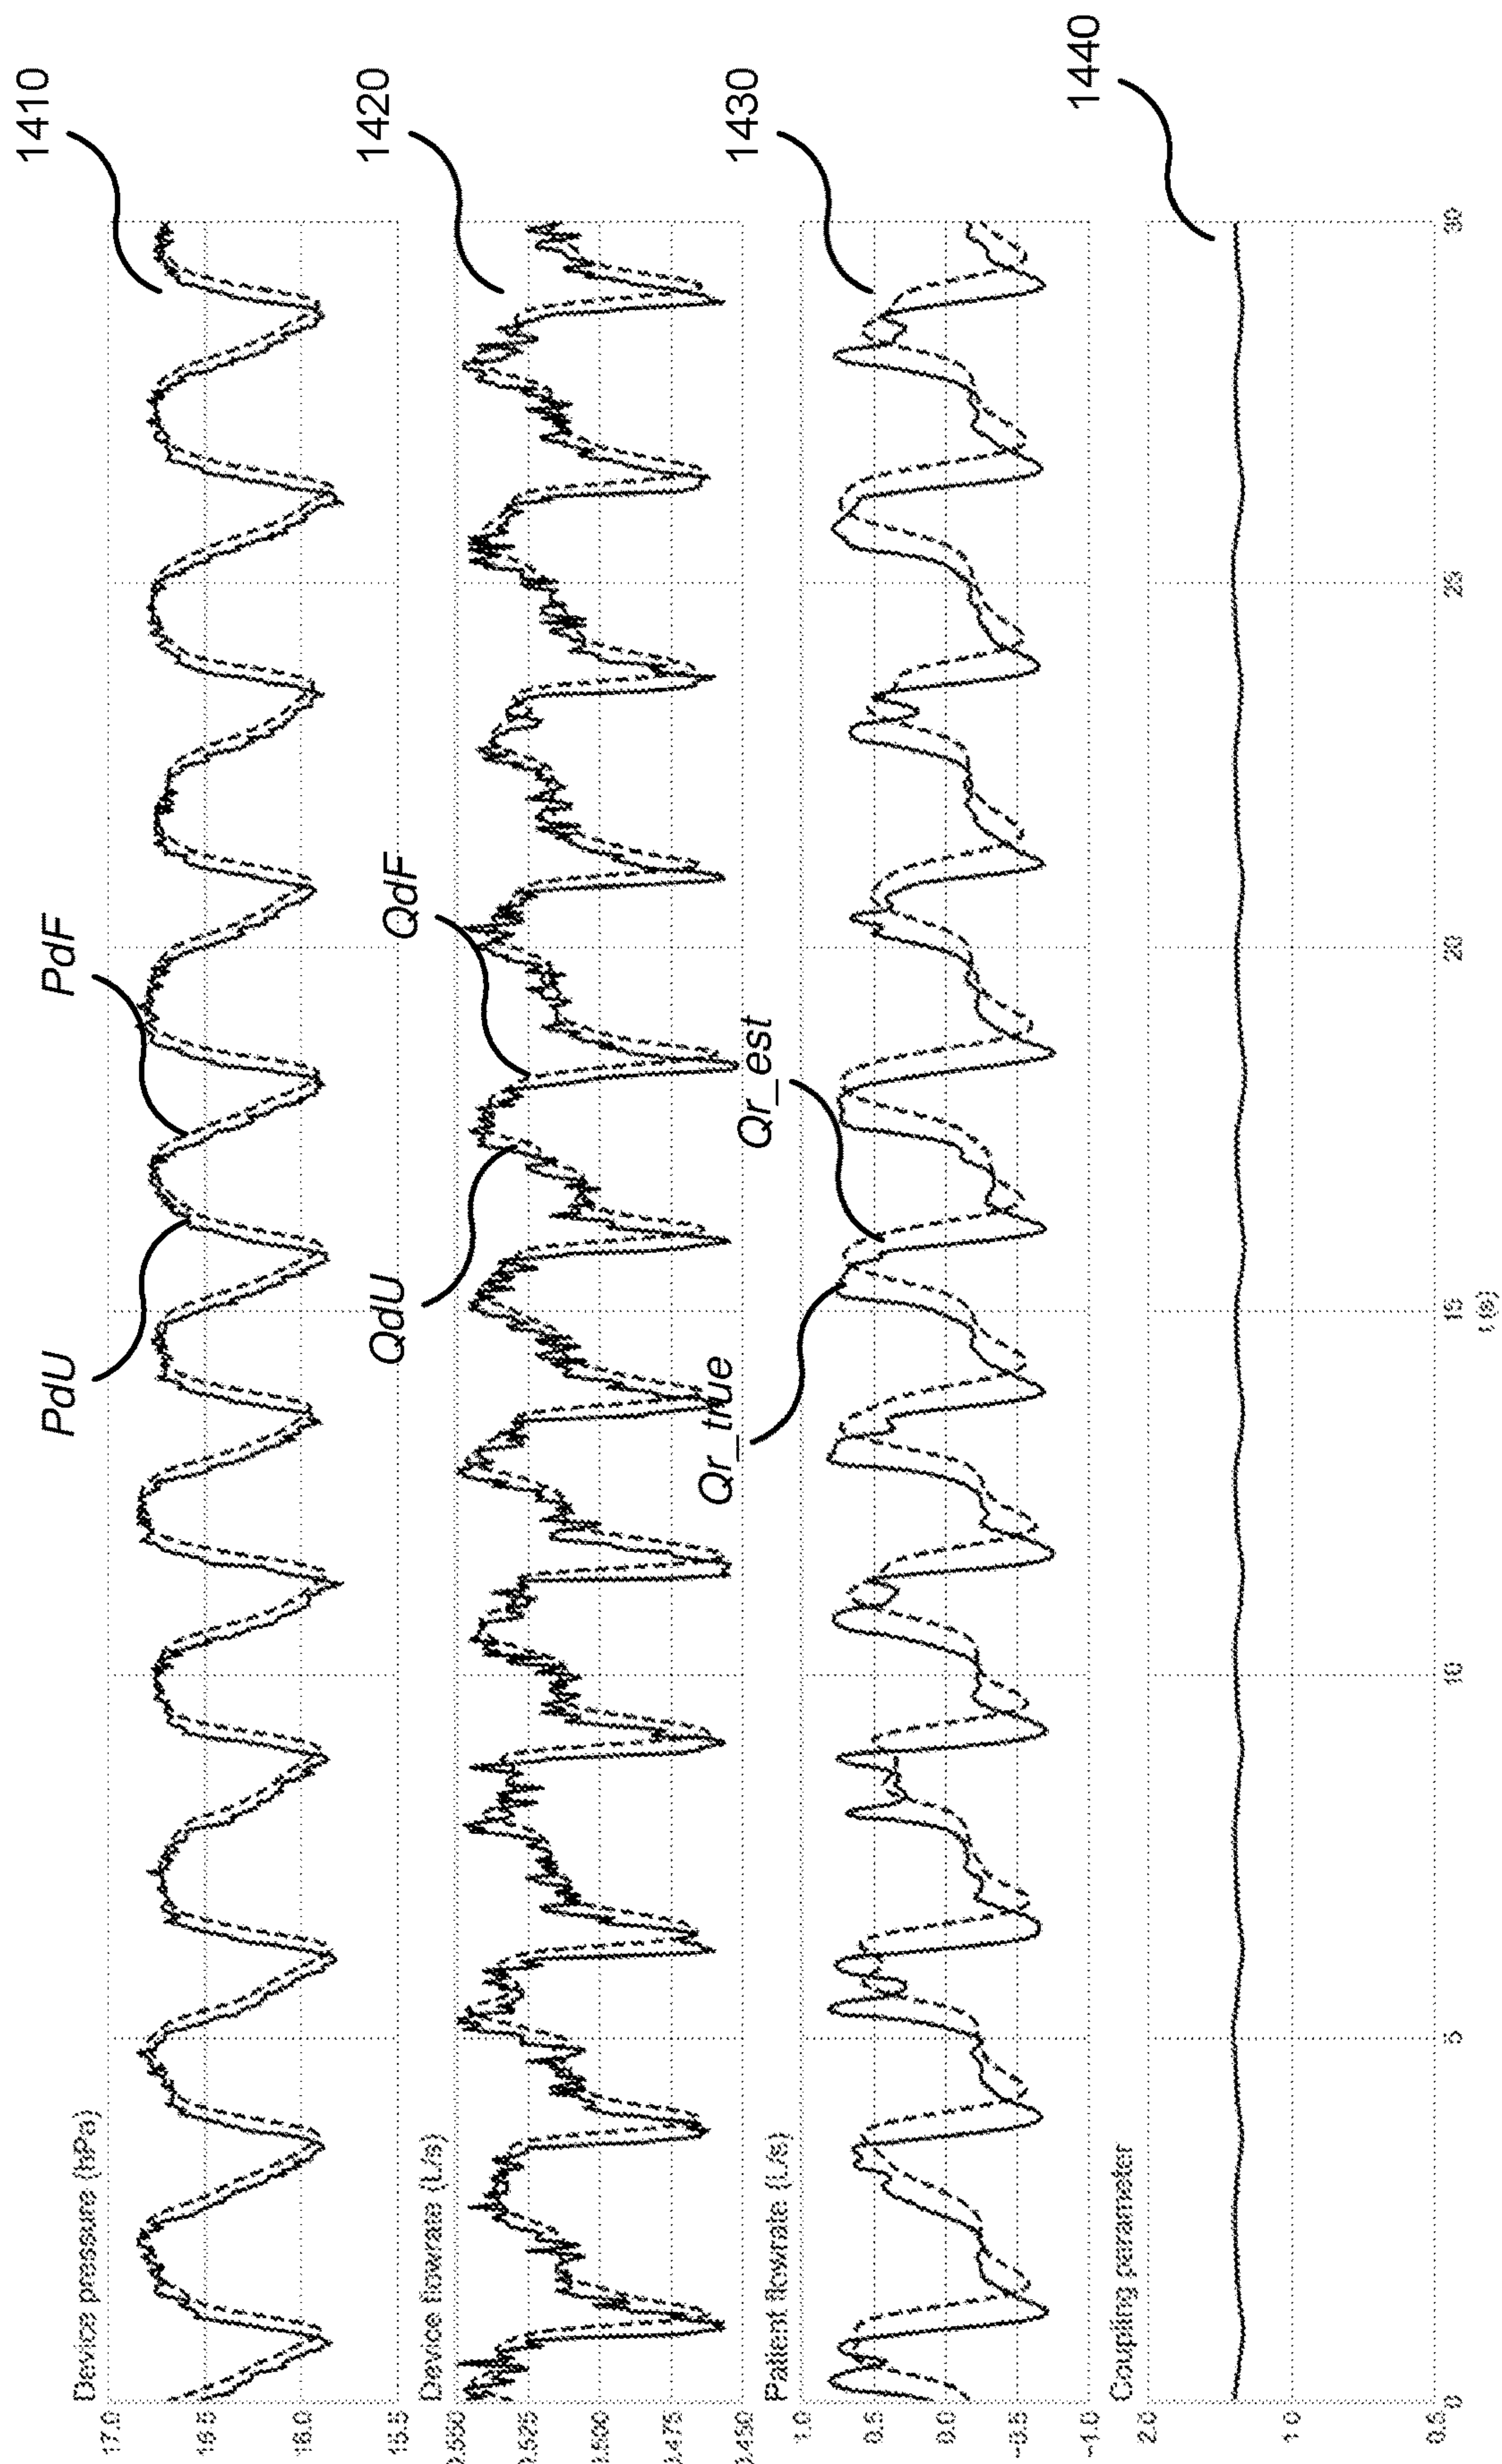 1410
PdF
PdU
Device pressure (hPa)
17.0
16.5
16.0
15.5
1420
QdF
QdU
Device flowrate (L/s)
0.550
0.525
0.500
0.475
0.450
1430
Qr_est
Qr_true
Patient flowrate (L/s)
1.0
0.5
0.0
-0.5
-1.0
1440
Coupling parameter
2.0
1.0
0.5
0
5
10
15
20
25
30
t (s)